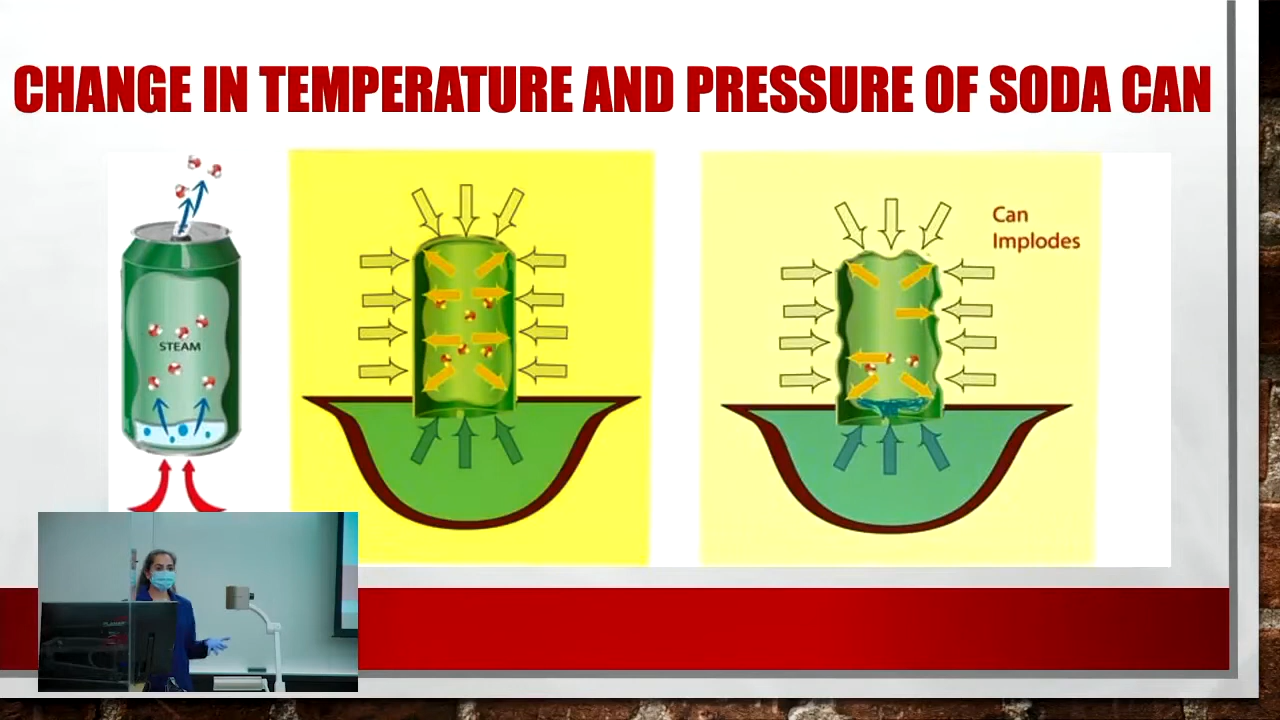 CHANGE IN TEMPERATURE AND PRESSURE OF SODA CAN
STEAM
Can
Implodes